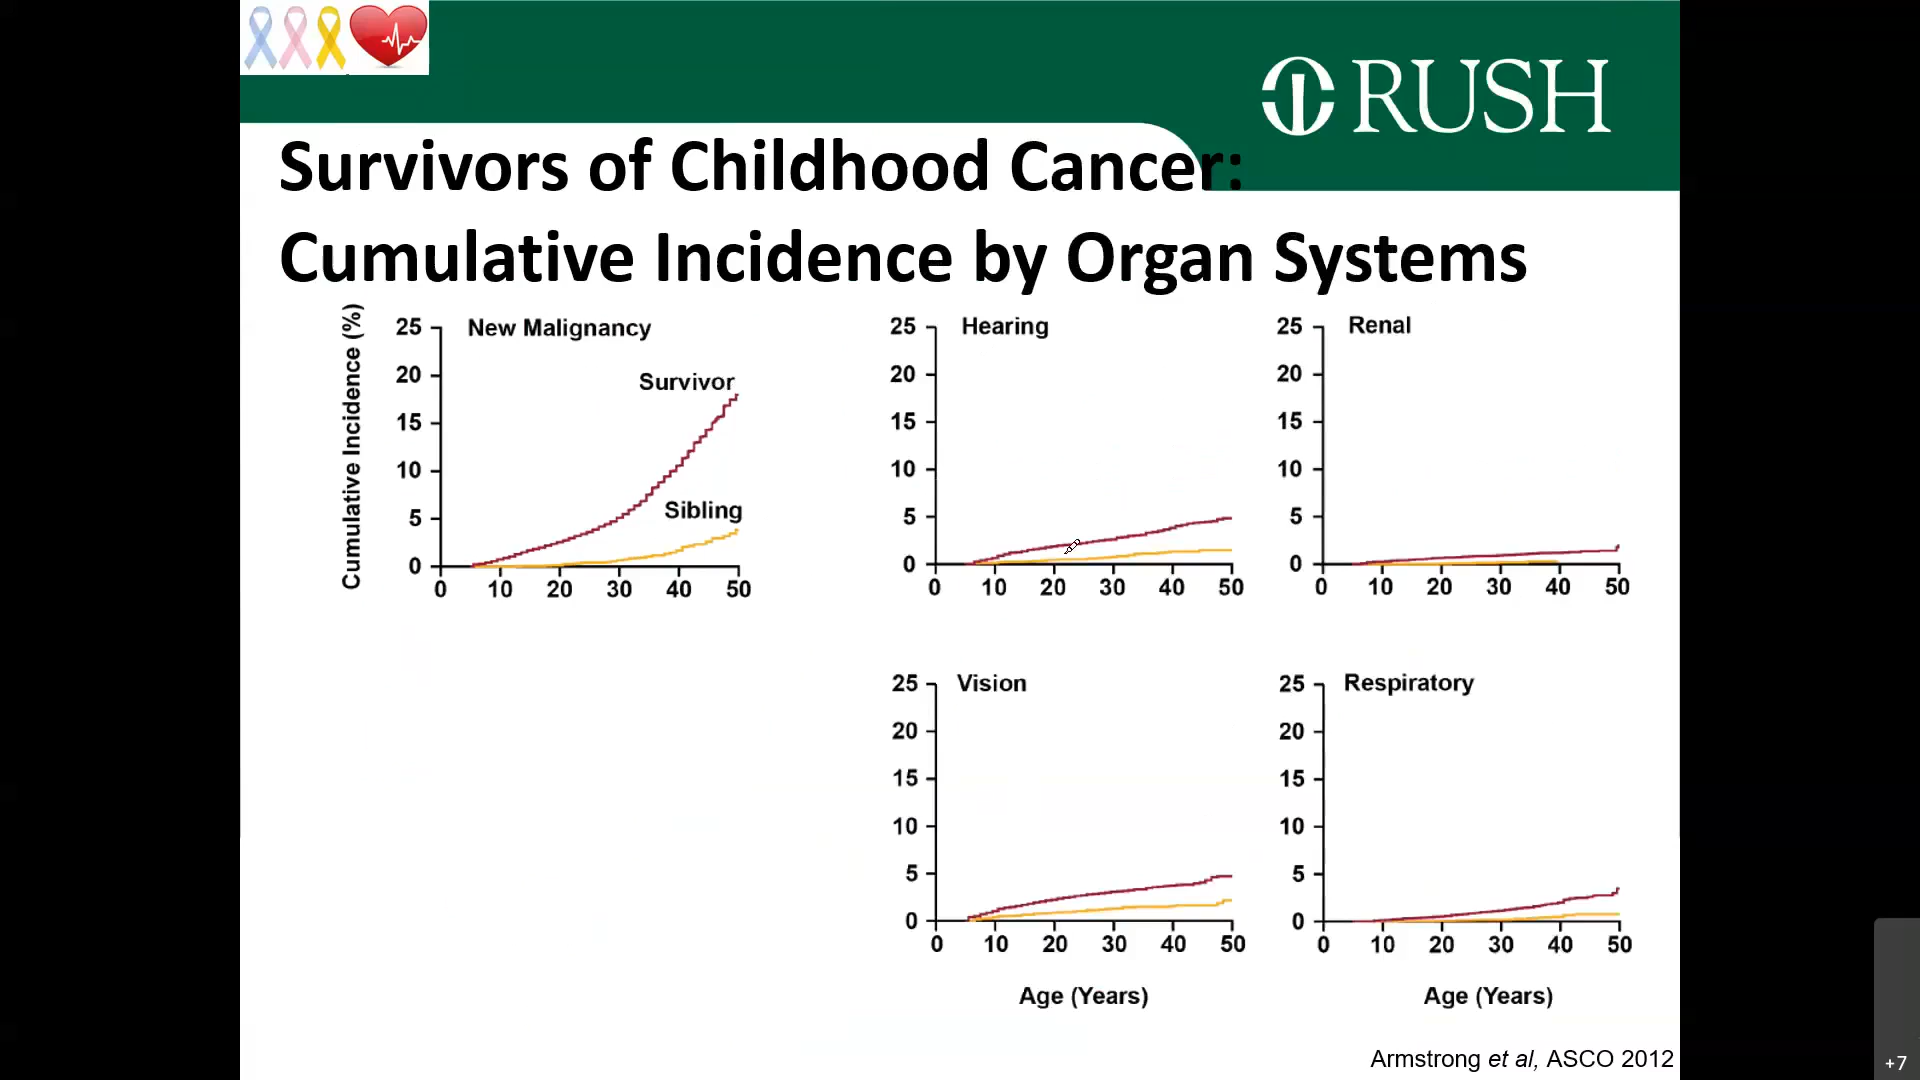 RUSH
Survivors of Childhood Cancer:
Cumulative Incidence by Organ Systems
Cumulative Incidence (%)
New Malignancy
25
20
15
10
5
0
Survivor
Sibling
0 10 20 30 40 50
Hearing
25
20
15
10
5
0
0 10 20 30 40 50
Renal
25
20
15
10
5
0
0 10 20 30 40 50
Vision
25
20
15
10
5
0
0 10 20 30 40 50
Age (Years)
Respiratory
25
20
15
10
5
0
0 10 20 30 40 50
Age (Years)
Armstrong et al, ASCO 2012
+7